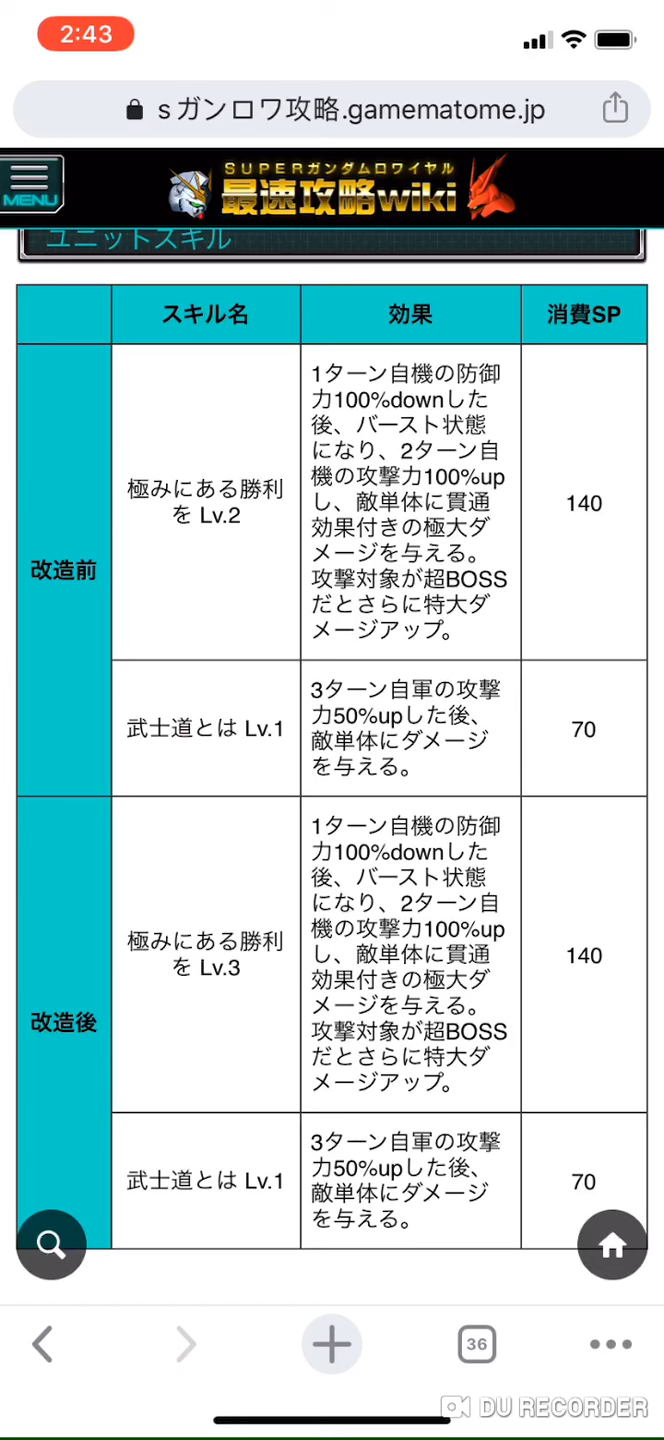 2:43
sガンロワ攻略.gamematome.jp
MENU
SUPERガンダムロワイヤル
最速攻略wiki
ユニットスキル
スキル名
効果
消費SP
改造前
極みにある勝利
を Lv.2
1ターン自機の防御
力100%downした
後、バースト状態
になり、2ターン自
機の攻撃力100%up
し、敵単体に貫通
効果付きの極大ダ
メージを与える。
攻撃対象が超BOSS
だとさらに特大ダ
メージアップ。
140
武士道とは Lv.1
3ターン自軍の攻撃
力50%upした後、
敵単体にダメージ
を与える。
70
改造後
極みにある勝利
を Lv.3
1ターン自機の防御
力100%downした
後、バースト状態
になり、2ターン自
機の攻撃力100%up
し、敵単体に貫通
効果付きの極大ダ
メージを与える。
攻撃対象が超BOSS
だとさらに特大ダ
メージアップ。
140
武士道とは Lv.1
3ターン自軍の攻撃
力50%upした後、
敵単体にダメージ
を与える。
70
36
DU RECORDER